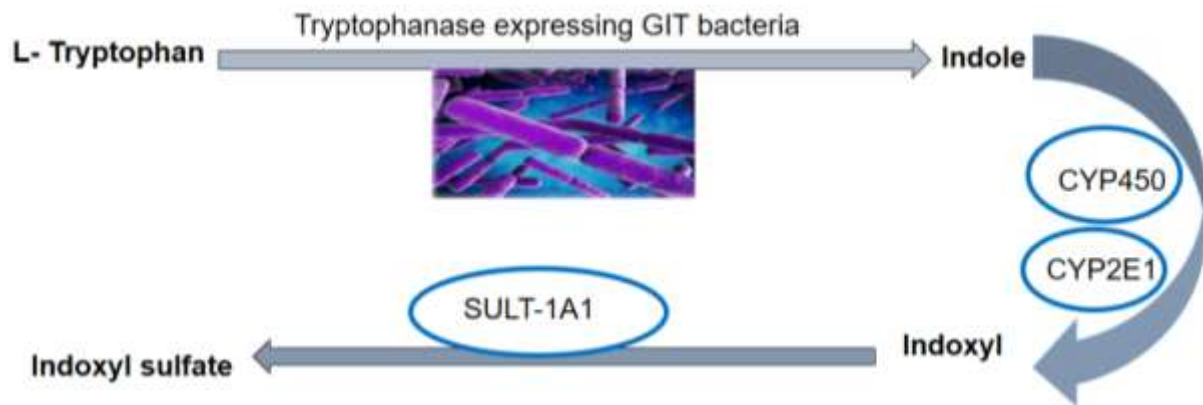 Tryptophanase expressing GIT bacteria
L- Tryptophan
Indole
CYP450
CYP2E1
SULT-1A1
Indoxyl
Indoxyl sulfate